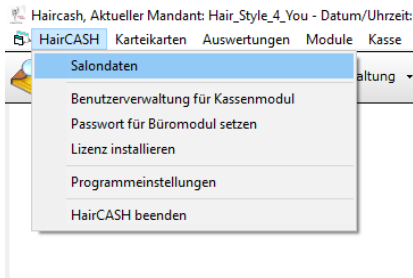 Haircash, Aktueller Mandant: Hair_Style_4_You - Datum/Uhrzeit:
HairCASH Karteikarten Auswertungen Module Kasse
Salondaten
altung
Benutzerverwaltung für Kassenmodul
Passwort für Büromodul setzen
Lizenz installieren
Programmeinstellungen
HairCASH beenden